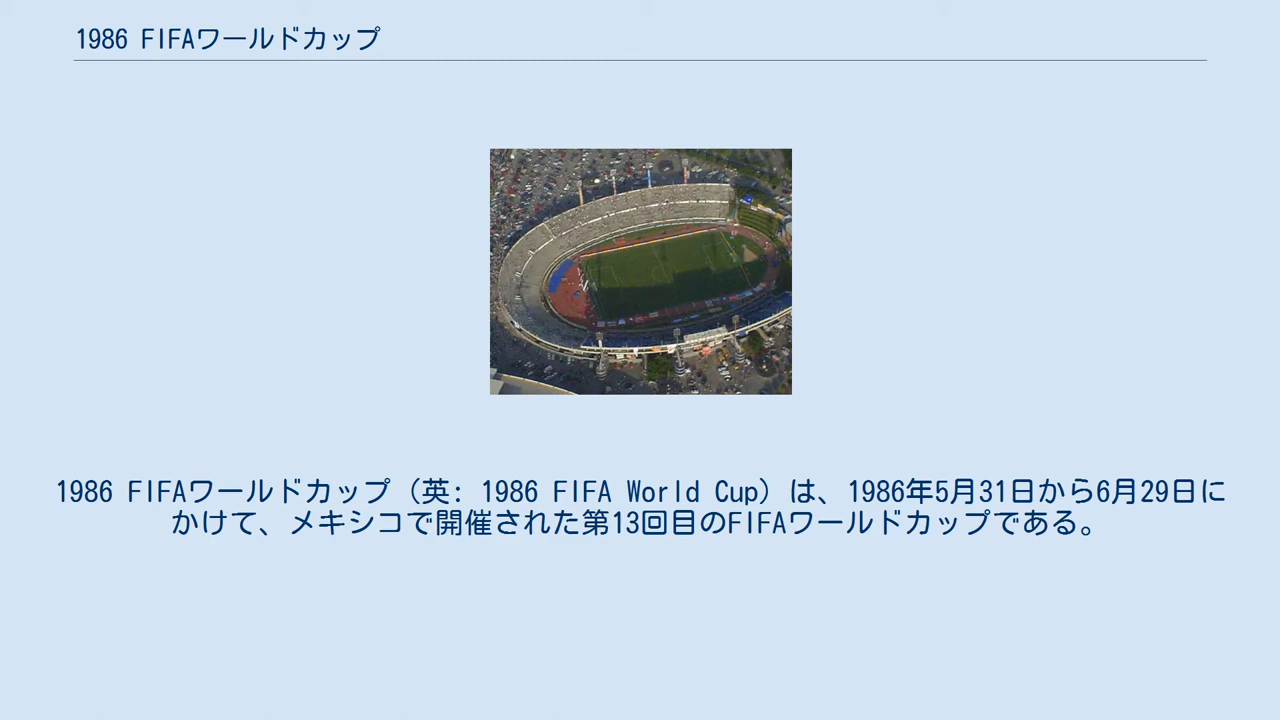 1986 FIFAワールドカップ
1986 FIFAワールドカップ（英: 1986 FIFA World Cup）は、1986年5月31日から6月29日に
かけて、メキシコで開催された第13回目のFIFAワールドカップである。